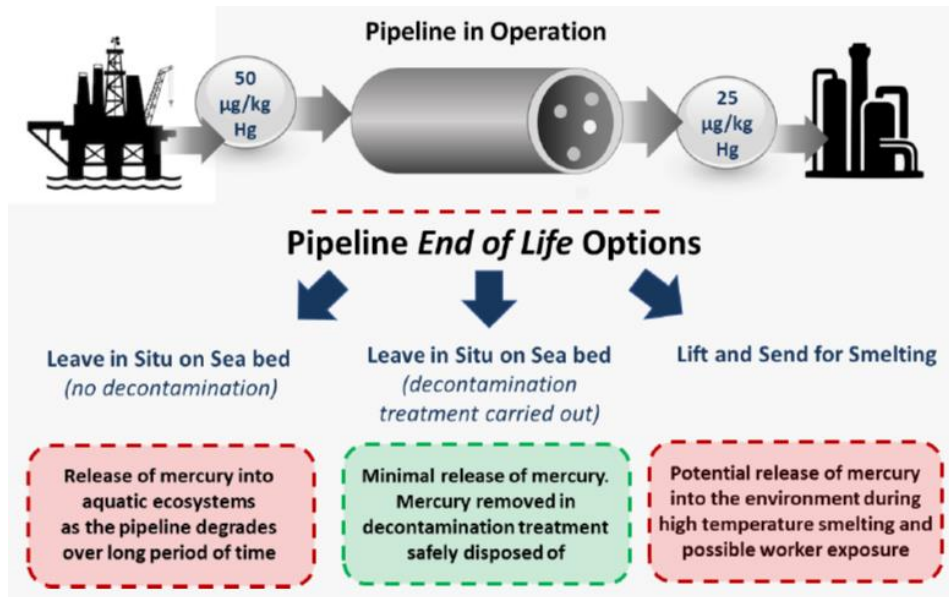 Pipeline in Operation
50
µg/kg
Hg
25
µg/kg
Hg
Pipeline End of Life Options
Leave in Situ on Sea bed
(no decontamination)
Leave in Situ on Sea bed
(decontamination
treatment carried out)
Lift and Send for Smelting
Release of mercury into
aquatic ecosystems
as the pipeline degrades
over long period of time
Minimal release of mercury.
Mercury removed in
decontamination treatment
safely disposed of
Potential release of mercury
into the environment during
high temperature smelting and
possible worker exposure